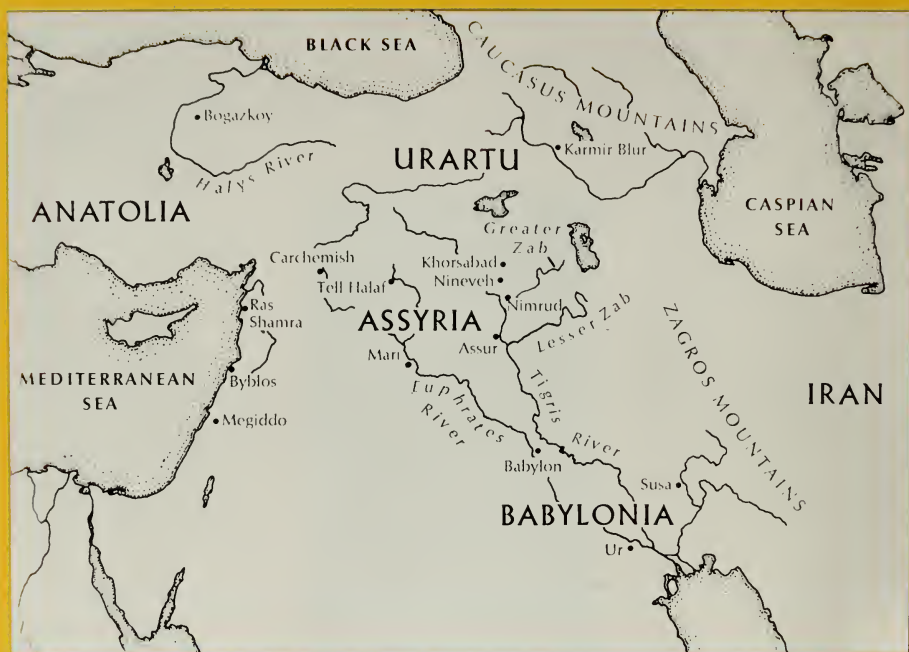 BLACK SEA
CAUCASUS MOUNTAINS
Bogazkoy
Halys River
URARTU
Karmir Blur
ANATOLIA
CASPIAN
SEA
Greater
Zab
Carchemish
Khorsabad
Tell Halaf
Nineveh
Nimrud
Ras
Shamra
ASSYRIA
Lesser Zab
Assur
ZAGROS MOUNTAINS
Mari
MEDITERRANEAN
SEA
Byblos
Tigris
River
IRAN
Euphrates
River
Megiddo
Babylon
Susa
BABYLONIA
Ur